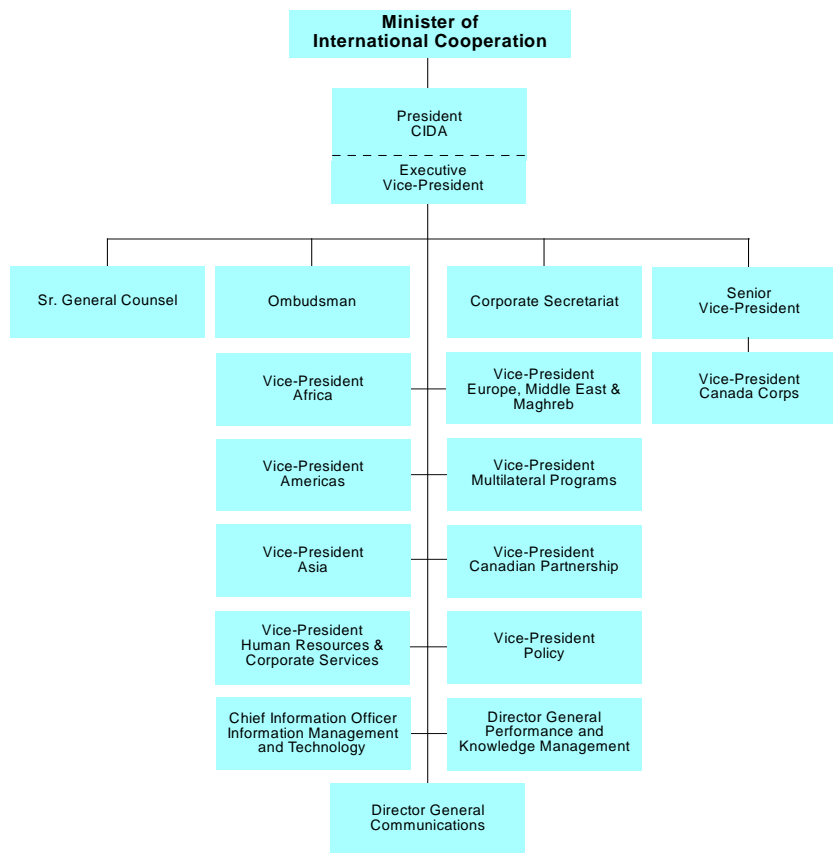 Minister of
International Cooperation
President
CIDA
Executive
Vice-President
Sr. General Counsel
Ombudsman
Corporate Secretariat
Senior
Vice-President
Vice-President
Africa
Vice-President
Europe, Middle East &
Maghreb
Vice-President
Canada Corps
Vice-President
Americas
Vice-President
Multilateral Programs
Vice-President
Asia
Vice-President
Canadian Partnership
Vice-President
Human Resources &
Corporate Services
Vice-President
Policy
Chief Information Officer
Information Management
and Technology
Director General
Performance and
Knowledge Management
Director General
Communications